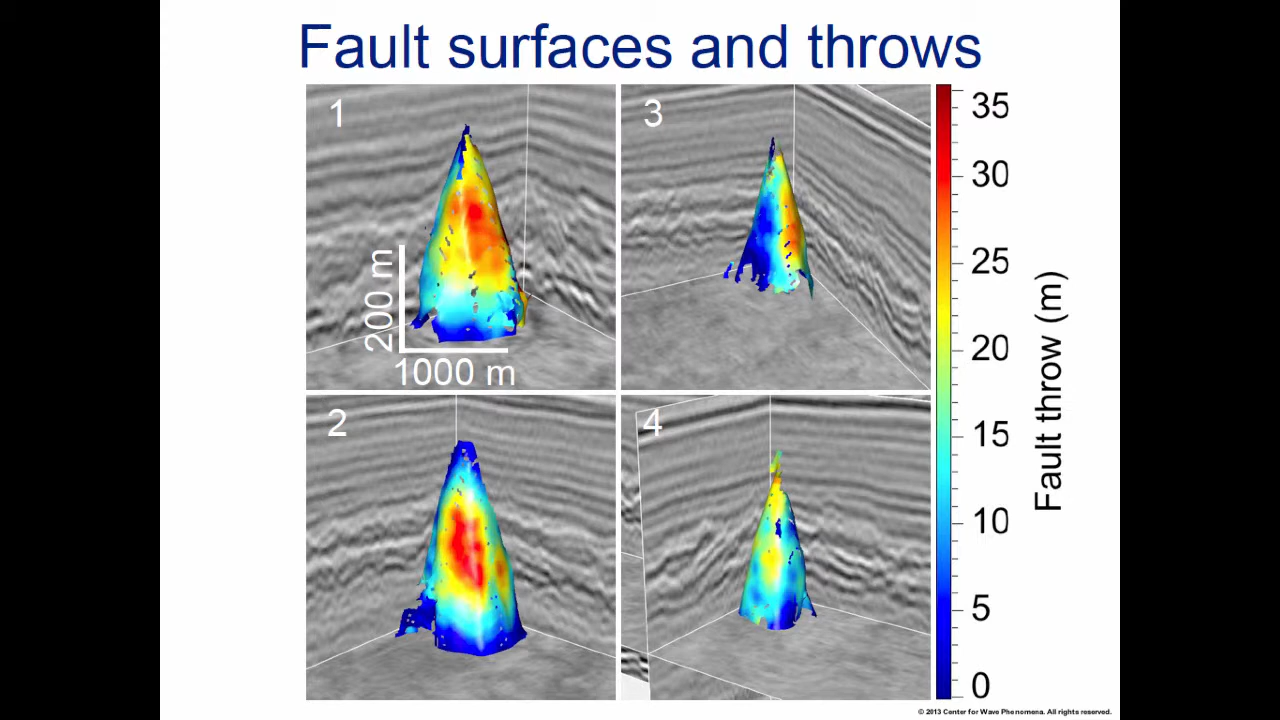 Fault surfaces and throws
1
200 m
1000 m
3
2
4
35
30
25
20
15
10
5
0
Fault throw (m)
© 2013 Center for Wave Phenomena. All rights reserved.